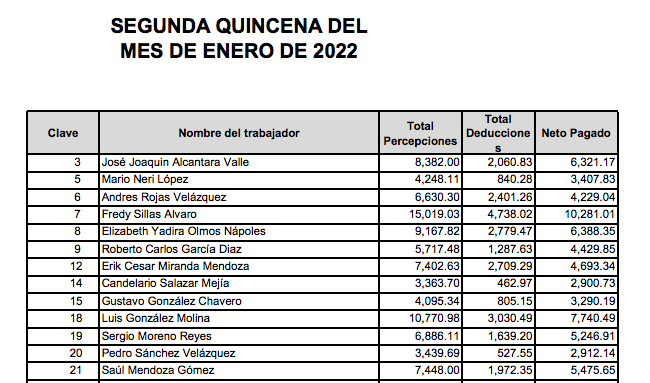 SEGUNDA QUINCENA DEL
MES DE ENERO DE 2022
Clave Nombre del trabajador Total Percepciones Total Deducciones Neto Pagado
3 José Joaquin Alcantara Valle 8,382.00 2,060.83 6,321.17
5 Mario Neri López 4,248.11 840.28 3,407.83
6 Andres Rojas Velázquez 6,630.30 2,401.26 4,229.04
7 Fredy Sillas Alvaro 15,019.03 4,738.02 10,281.01
8 Elizabeth Yadira Olmos Nápoles 9,167.82 2,779.47 6,388.35
9 Roberto Carlos García Diaz 5,717.48 1,287.63 4,429.85
12 Erik Cesar Miranda Mendoza 7,402.63 2,709.29 4,693.34
14 Candelario Salazar Mejía 3,363.70 462.97 2,900.73
15 Gustavo González Chavero 4,095.34 805.15 3,290.19
18 Luis González Molina 10,770.98 3,030.49 7,740.49
19 Sergio Moreno Reyes 6,886.11 1,639.20 5,246.91
20 Pedro Sánchez Velázquez 3,439.69 527.55 2,912.14
21 Saúl Mendoza Gómez 7,448.00 1,972.35 5,475.65